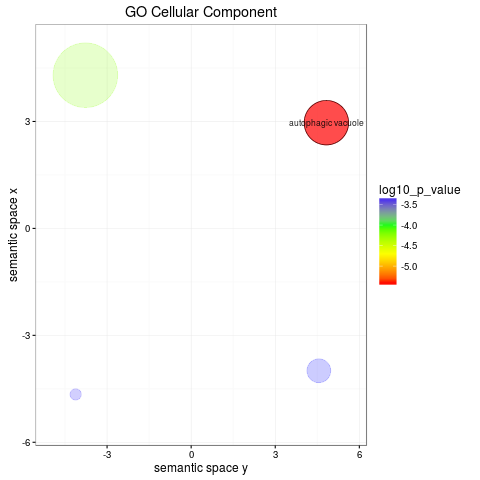 GO Cellular Component
autophagic vacuole
3
0
-3
-6
semantic space x
-3
0
3
6
semantic space y
log10_p_value
-3.5
-4.0
-4.5
-5.0